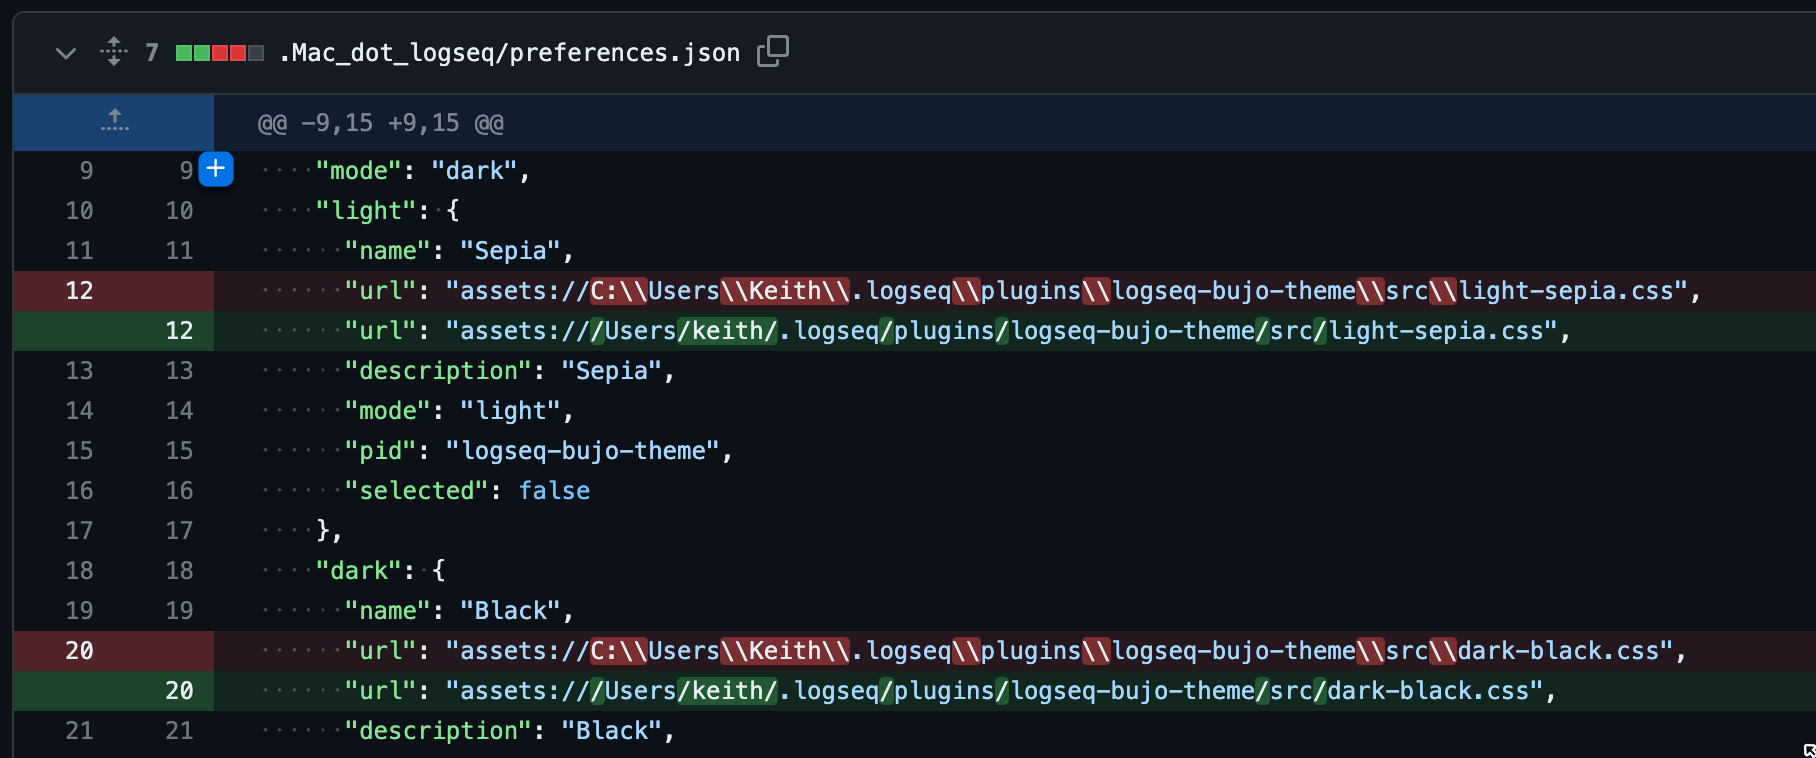 7 .Mac_dot_logseq/preferences.json
@@ -9,15 +9,15 @@
9 9 + ····"mode": "dark",
10 10 ····"light":·{
11 11 ······"name": "Sepia",
12 ······"url": "assets://C:\\Users\\Keith\\.logseq\\plugins\\logseq-bujo-theme\\src\\light-sepia.css",
12 ······"url": "assets:///Users/keith/.logseq/plugins/logseq-bujo-theme/src/light-sepia.css",
13 13 ······"description": "Sepia",
14 14 ······"mode": "light",
15 15 ······"pid": "logseq-bujo-theme",
16 16 ······"selected": false
17 17 ····},
18 18 ····"dark":·{
19 19 ······"name": "Black",
20 ······"url": "assets://C:\\Users\\Keith\\.logseq\\plugins\\logseq-bujo-theme\\src\\dark-black.css",
20 ······"url": "assets:///Users/keith/.logseq/plugins/logseq-bujo-theme/src/dark-black.css",
21 21 ······"description": "Black",